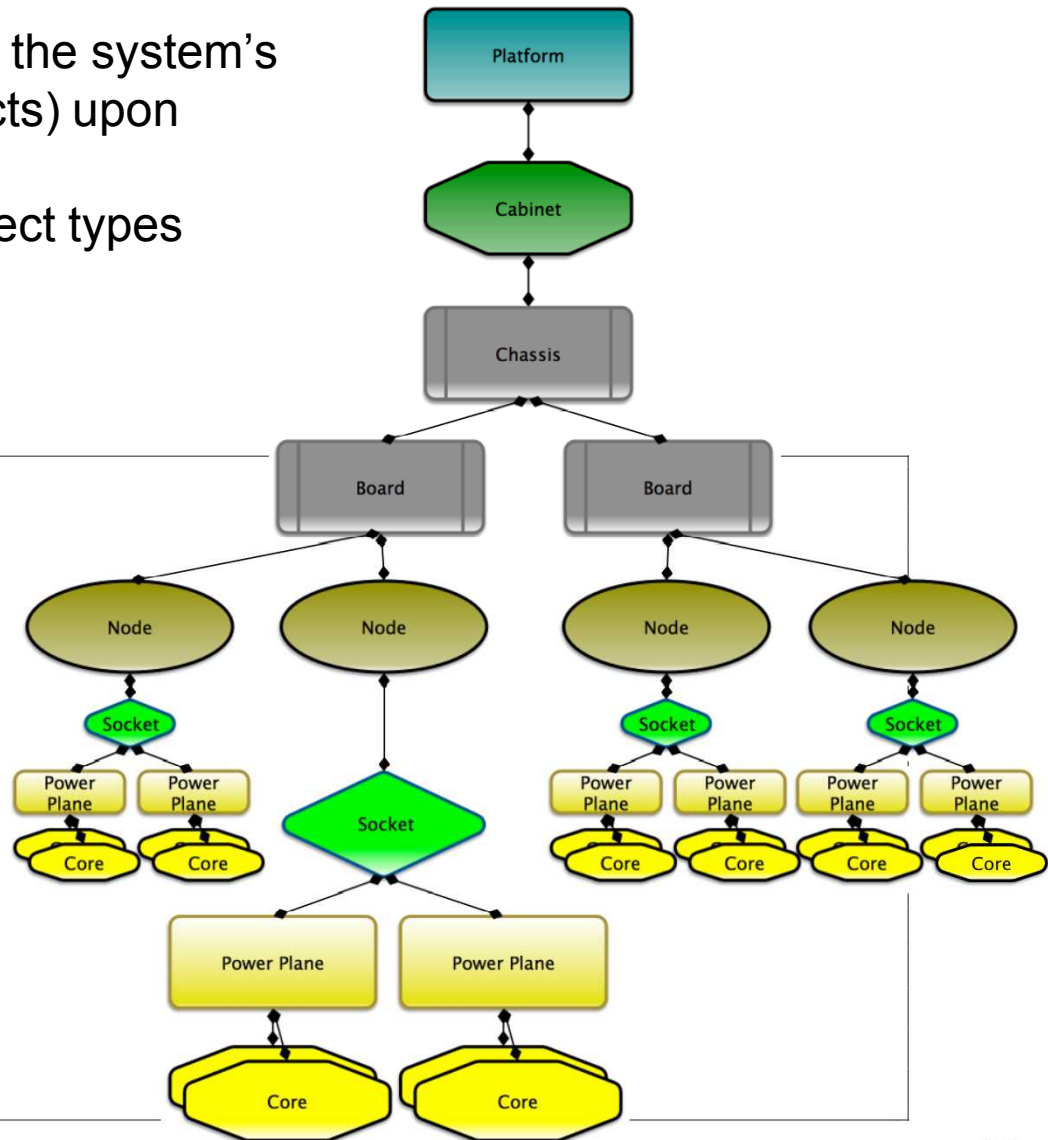 the system’s
cts) upon
ect types
Platform
Cabinet
Chassis
Board Board
Node Node Node Node
Socket Socket Socket
Power Power Power Power Power Power
Plane Plane Plane Plane Plane Plane
Socket
Core Core Core Core Core Core
Power Plane Power Plane
Core Core